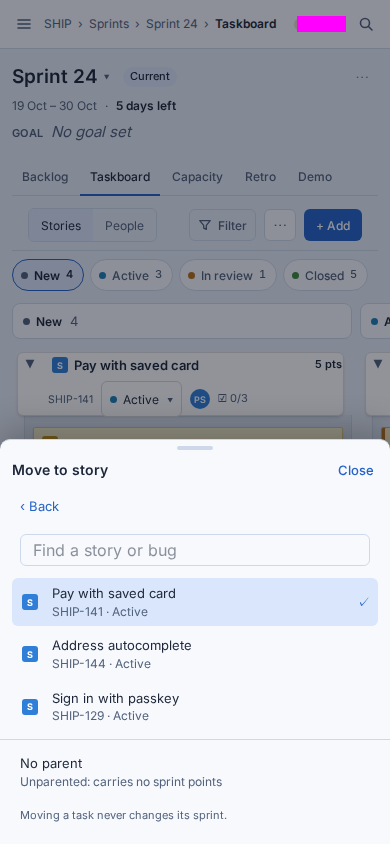 SHIP › Sprints › Sprint 24 › Taskboard
Sprint 24 ▾ Current ...
19 Oct – 30 Oct · 5 days left
GOAL No goal set
Backlog Taskboard Capacity Retro Demo
Stories People Filter ... + Add
New 4 Active 3 In review 1 Closed 5
New 4 A
▼ S Pay with saved card 5 pts ▼
SHIP-141 Active ▾ PS ☑ 0/3
Move to story Close
‹ Back
Find a story or bug
S Pay with saved card ✓
SHIP-141 · Active
S Address autocomplete
SHIP-144 · Active
S Sign in with passkey
SHIP-129 · Active
No parent
Unparented: carries no sprint points
Moving a task never changes its sprint.